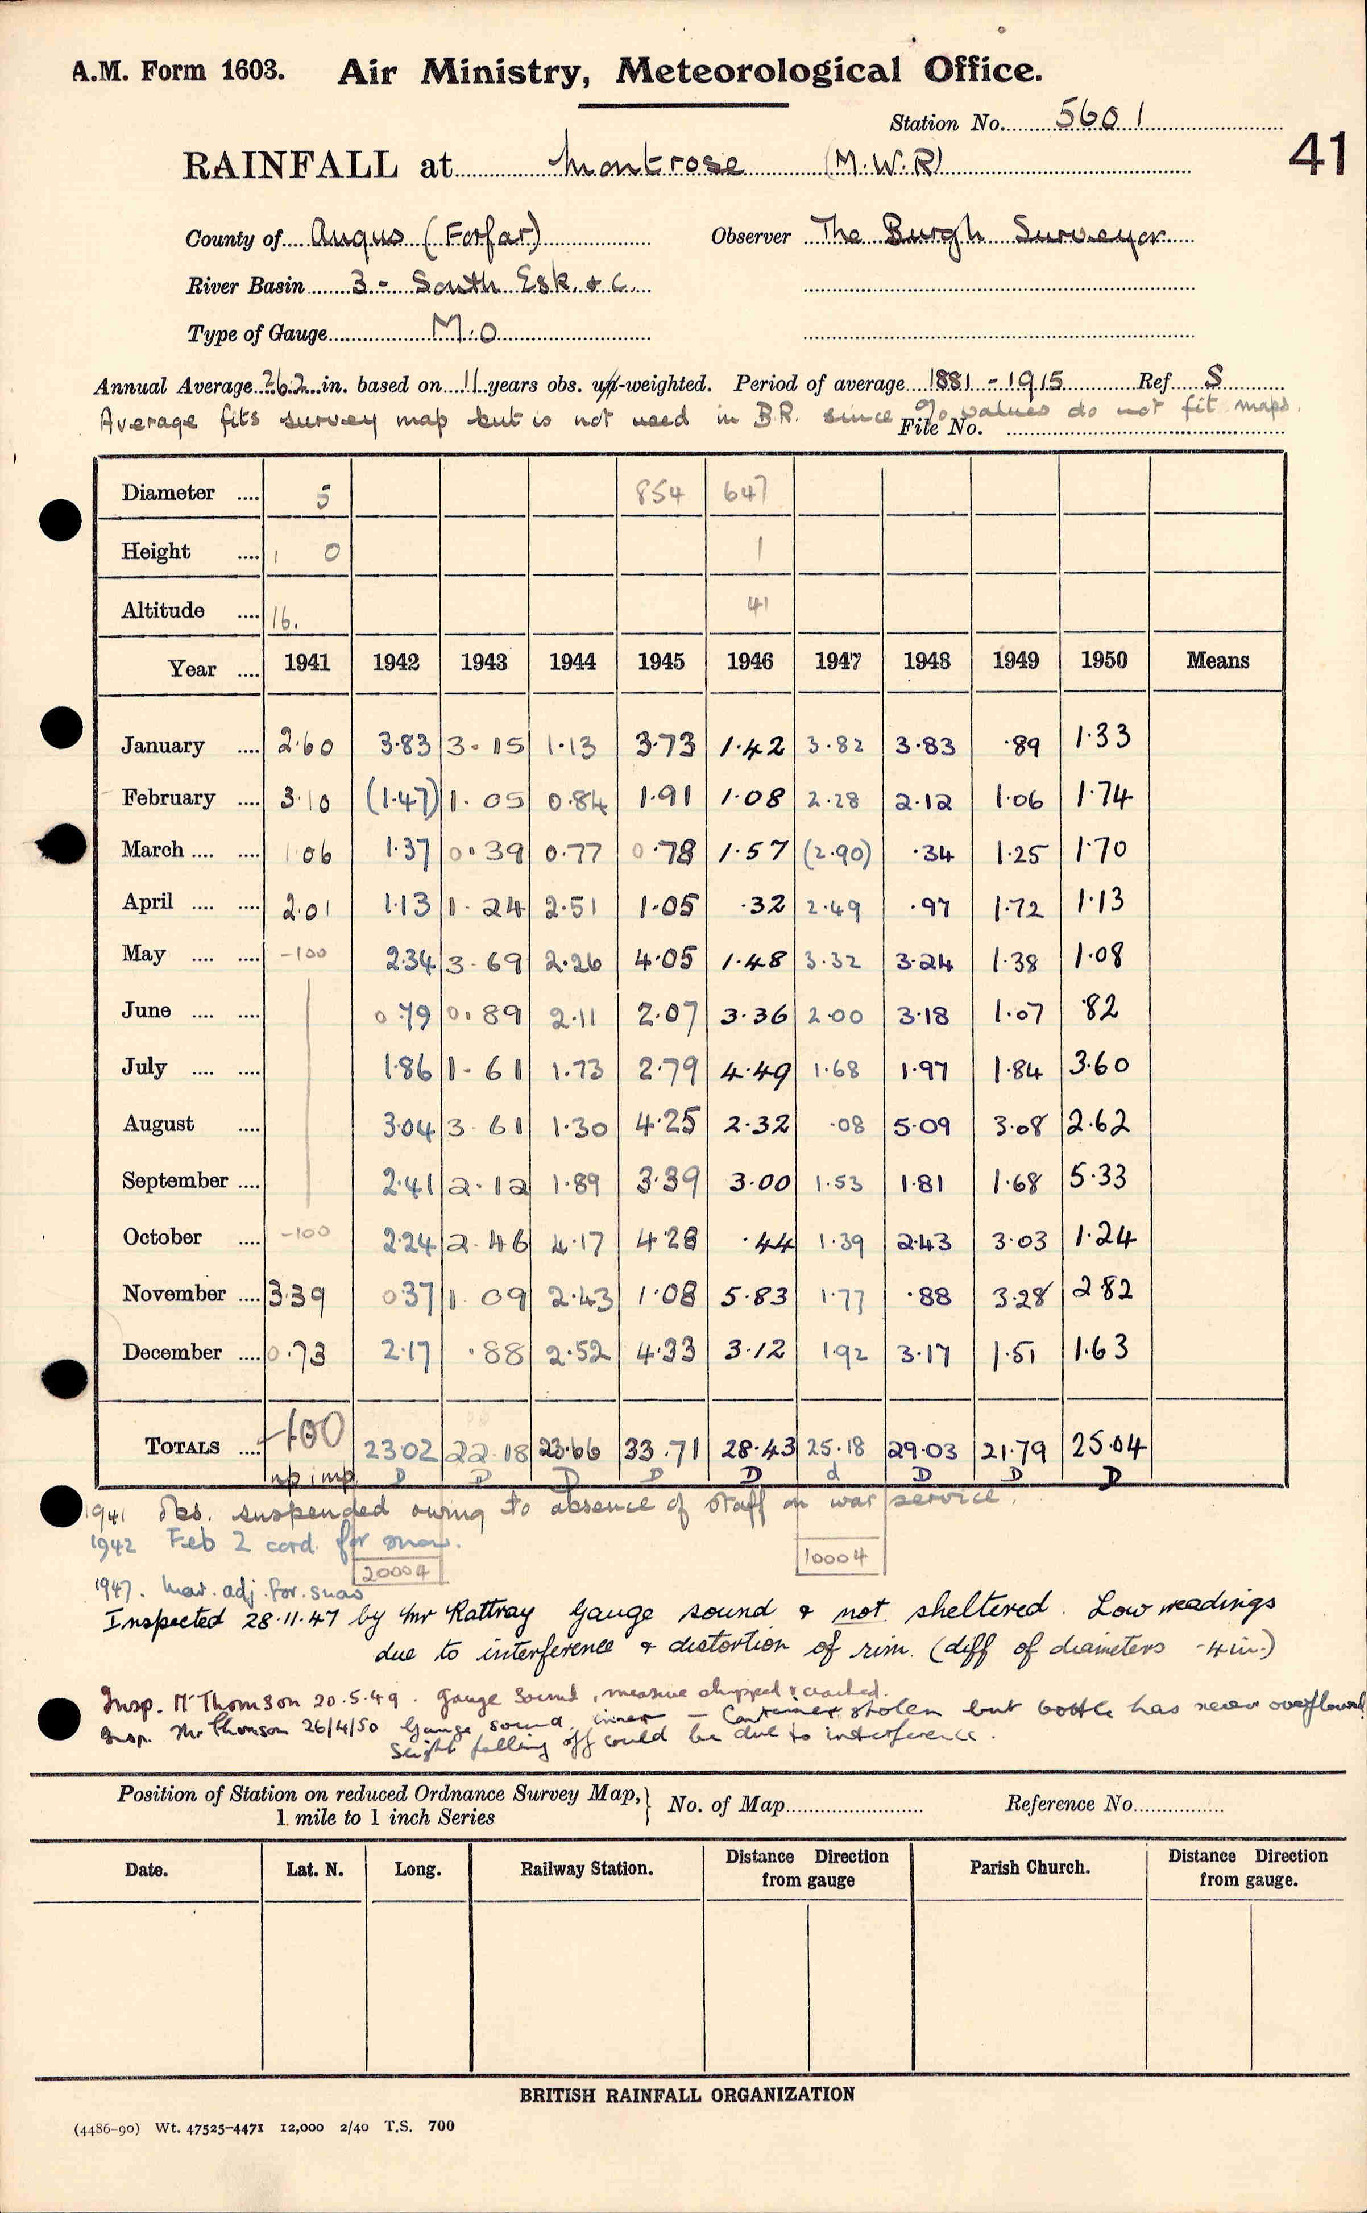 A.M. Form 1603. Air Ministry, Meteorological Office.
Station No. 5601
41
RAINFALL at Montrose (M.W.R)
County of Angus (Forfar) Observer The Burgh Surveyor
River Basin 3 - South Esk. & c.
Type of Gauge M.O
Annual Average 26.2 in. based on 11 years obs. un-weighted. Period of average 1881 - 1915 Ref. S
Average fits survey map but is not used in B.R. since % values do not fit maps.
File No.
Diameter .... 5 854 647
Height .... 1 0 1
Altitude .... 16. 41
Year .... 1941 1942 1943 1944 1945 1946 1947 1948 1949 1950 Means
January .... 2.60 3.83 3.15 1.13 3.73 1.42 3.82 3.83 .89 1.33
February .... 3.10 (1.47) 1.05 0.84 1.91 1.08 2.28 2.12 1.06 1.74
March .... .... 1.06 1.37 0.39 0.77 0.78 1.57 (2.90) .34 1.25 1.70
April .... .... 2.01 1.13 1.24 2.51 1.05 .32 2.49 .97 1.72 1.13
May .... .... -100 2.34 3.69 2.26 4.05 1.48 3.32 3.24 1.38 1.08
June .... .... 0.79 0.89 2.11 2.07 3.36 2.00 3.18 1.07 .82
July .... .... 1.86 1.61 1.73 2.79 4.49 1.68 1.97 1.84 3.60
August .... 3.04 3.61 1.30 4.25 2.32 .08 5.09 3.08 2.62
September .... 2.41 2.12 1.89 3.39 3.00 1.53 1.81 1.68 5.33
October .... -100 2.24 2.46 4.17 4.28 .44 1.39 2.43 3.03 1.24
November .... 3.39 0.37 1.09 2.43 1.08 5.83 1.77 .88 3.28 2.82
December .... 0.73 2.17 .88 2.52 4.33 3.12 1.92 3.17 1.51 1.63
TOTALS .... -100 23.02 22.18 23.66 33.71 28.43 25.18 29.03 21.79 25.04
np imp D D D D D d D D D
1941 Obs. suspended owing to absence of staff on war service.
1942 Feb 2 cord. for snow.
20004 10004
1947. Mar. adj. for. snow
Inspected 28.11.47 by Mr Rattray Gauge sound & not sheltered. Low readings
due to interference & distortion of rim. (diff of diameters .4 in.)
Insp. Mr Thomson 20.5.49. Gauge sound, measure chipped & cracked.
Insp. Mr Thomson 26/4/50 Gauge sound, inner - Container stolen but bottle has never overflowed
Slight falling off could be due to interference.
Position of Station on reduced Ordnance Survey Map, } No. of Map Reference No.
1 mile to 1 inch Series
Date. Lat. N. Long. Railway Station. Distance from gauge Direction Parish Church. Distance Direction from gauge.
BRITISH RAINFALL ORGANIZATION
(4486-90) Wt. 47525-4471 12,000 2/40 T.S. 700